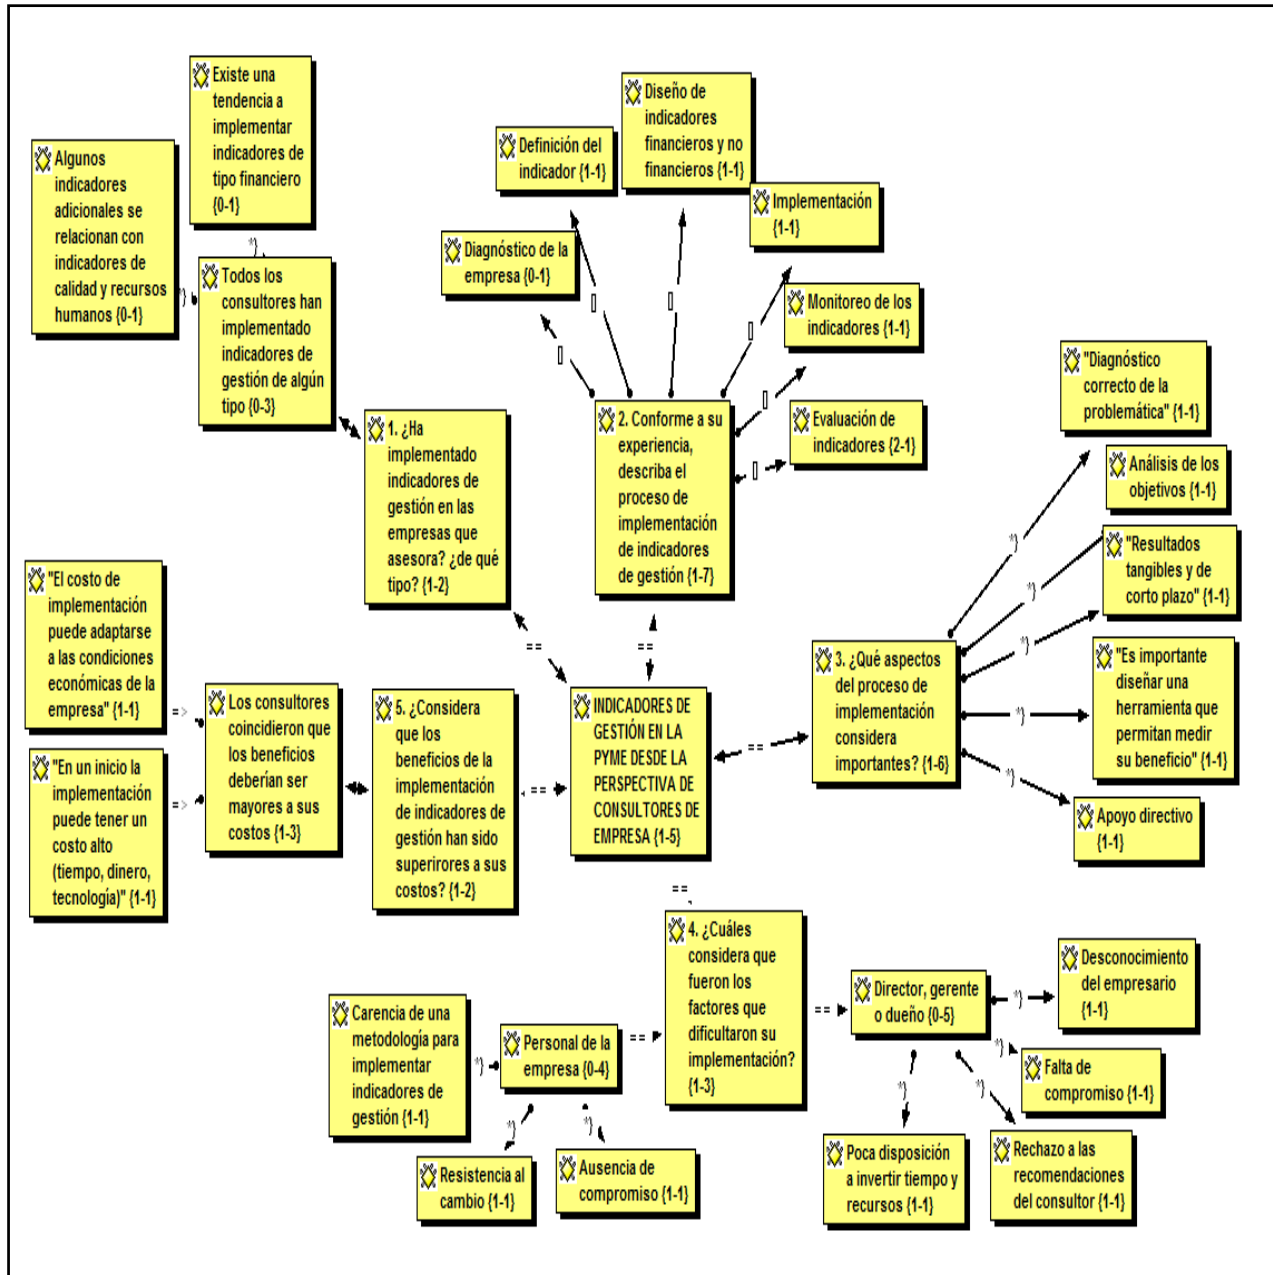 Existe una
tendencia a
implementar
indicadores de
tipo financiero
{0-1}
Algunos
indicadores
adicionales se
relacionan con
indicadores de
calidad y recursos
humanos {0-1}
Todos los
consultores han
implementado
indicadores de
gestión de algún
tipo {0-3}
1. ¿Ha
implementado
indicadores de
gestión en las
empresas que
asesora? ¿de qué
tipo? {1-2}
Diagnóstico de la
empresa {0-1}
Definición del
indicador {1-1}
Diseño de
indicadores
financieros y no
financieros {1-1}
Implementación
{1-1}
Monitoreo de los
indicadores {1-1}
Evaluación de
indicadores {2-1}
2. Conforme a su
experiencia,
describa el
proceso de
implementación
de indicadores
de gestión {1-7}
"Diagnóstico
correcto de la
problemática" {1-1}
Análisis de los
objetivos {1-1}
"Resultados
tangibles y de
corto plazo" {1-1}
"Es importante
diseñar una
herramienta que
permitan medir
su beneficio"
{1-1}
Apoyo directivo
{1-1}
3. ¿Qué aspectos
del proceso de
implementación
considera
importantes? {1-6}
INDICADORES DE
GESTIÓN EN LA
PYME DESDE LA
PERSPECTIVA DE
CONSULTORES DE
EMPRESA {1-5}
"El costo de
implementación
puede adaptarse
a las condiciones
económicas de la
empresa" {1-1}
"En un inicio la
implementación
puede tener un
costo alto
(tiempo, dinero,
tecnología)" {1-1}
Los consultores
coincidieron que
los beneficios
deberían ser
mayores a sus
costos {1-3}
5. ¿Considera
que los
beneficios de la
implementación
de indicadores de
gestión han sido
superirores a sus
costos? {1-2}
4. ¿Cuáles
considera que
fueron los
factores que
dificultaron su
implementación?
{1-3}
Carencia de una
metodología para
implementar
indicadores de
gestión {1-1}
Personal de la
empresa {0-4}
Resistencia al
cambio {1-1}
Ausencia de
compromiso {1-1}
Director, gerente
o dueño {0-5}
Desconocimiento
del empresario
{1-1}
Falta de
compromiso {1-1}
Poca disposición
a invertir tiempo y
recursos {1-1}
Rechazo a las
recomendaciones
del consultor {1-1}